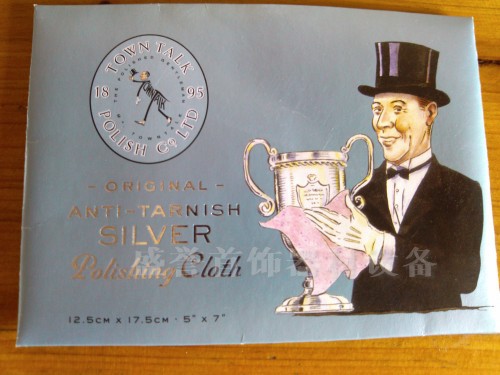 TOWN TALK
18 95
POLISH Co LTD
- ORIGINAL -
ANTI-TARNISH
SILVER
Polishing Cloth
12.5CM X 17.5CM - 5" X 7"